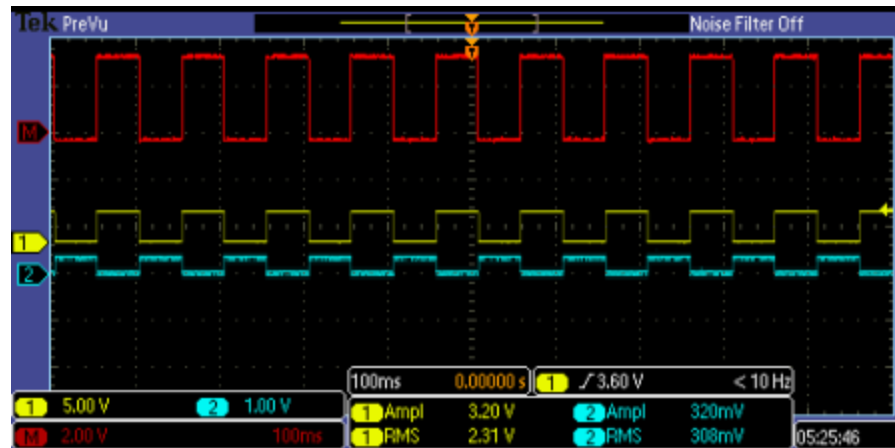 Tek PreVu Noise Filter Off
M
1
2
100ms 0.00000 s 1 3.60 V < 10 Hz
1 5.00 V 2 1.00 V 1 Ampl 3.20 V 2 Ampl 320mV
M 2.00 V 100ms 1 RMS 2.31 V 2 RMS 308mV 05:25:46